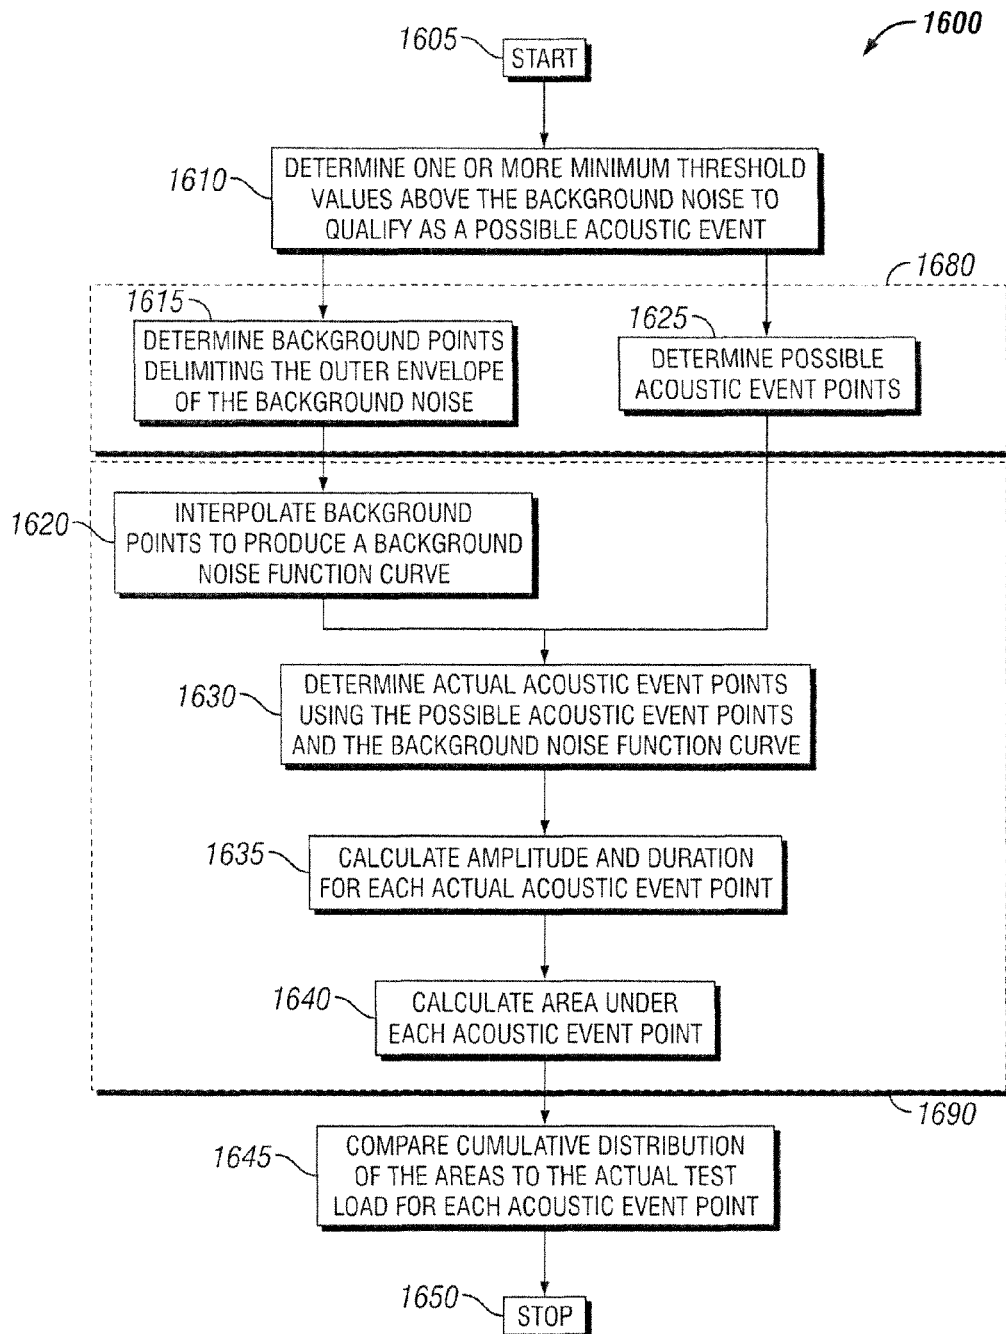 1600
1605
START
1610
DETERMINE ONE OR MORE MINIMUM THRESHOLD
VALUES ABOVE THE BACKGROUND NOISE TO
QUALIFY AS A POSSIBLE ACOUSTIC EVENT
1680
1615
DETERMINE BACKGROUND POINTS
DELIMITING THE OUTER ENVELOPE
OF THE BACKGROUND NOISE
1625
DETERMINE POSSIBLE
ACOUSTIC EVENT POINTS
1620
INTERPOLATE BACKGROUND
POINTS TO PRODUCE A BACKGROUND
NOISE FUNCTION CURVE
1630
DETERMINE ACTUAL ACOUSTIC EVENT POINTS
USING THE POSSIBLE ACOUSTIC EVENT POINTS
AND THE BACKGROUND NOISE FUNCTION CURVE
1635
CALCULATE AMPLITUDE AND DURATION
FOR EACH ACTUAL ACOUSTIC EVENT POINT
1640
CALCULATE AREA UNDER
EACH ACOUSTIC EVENT POINT
1690
1645
COMPARE CUMULATIVE DISTRIBUTION
OF THE AREAS TO THE ACTUAL TEST
LOAD FOR EACH ACOUSTIC EVENT POINT
1650
STOP